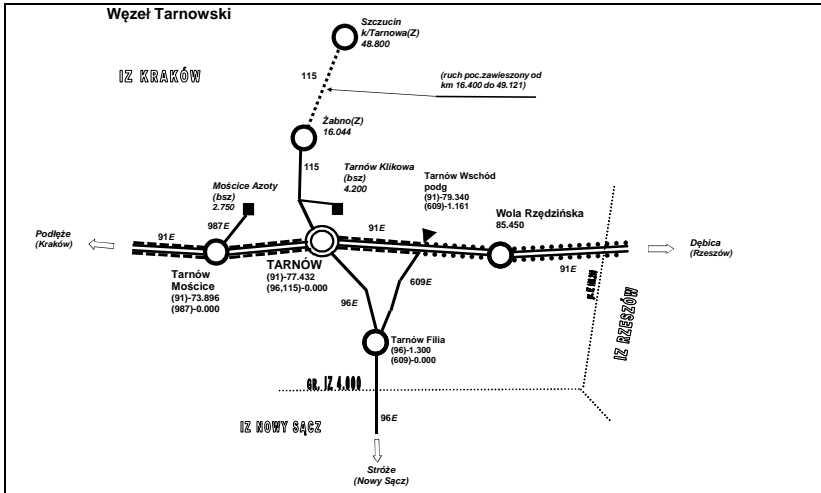 Węzeł Tarnowski
Szczucin
k/Tarnowa(Z)
48.800
IZ KRAKÓW
115
(ruch poc.zawieszony od
km 16.400 do 49.121)
Żabno(Z)
16.044
115
Tarnów Klikowa
(bsz)
4.200
Mościce Azoty
(bsz)
2.750
Tarnów Wschód
podg
(91)-79.340
(609)-1.161
Wola Rzędzińska
85.450
Podłęże
(Kraków)
91E
987E
91E
Dębica
(Rzeszów)
91E
Tarnów
Mościce
(91)-73.896
(987)-0.000
TARNÓW
(91)-77.432
(96,115)-0.000
609E
96E
IZ RZESZÓW
Tarnów Filia
(96)-1.300
(609)-0.000
GR. IZ 4.000
IZ NOWY SĄCZ
96E
Stróże
(Nowy Sącz)